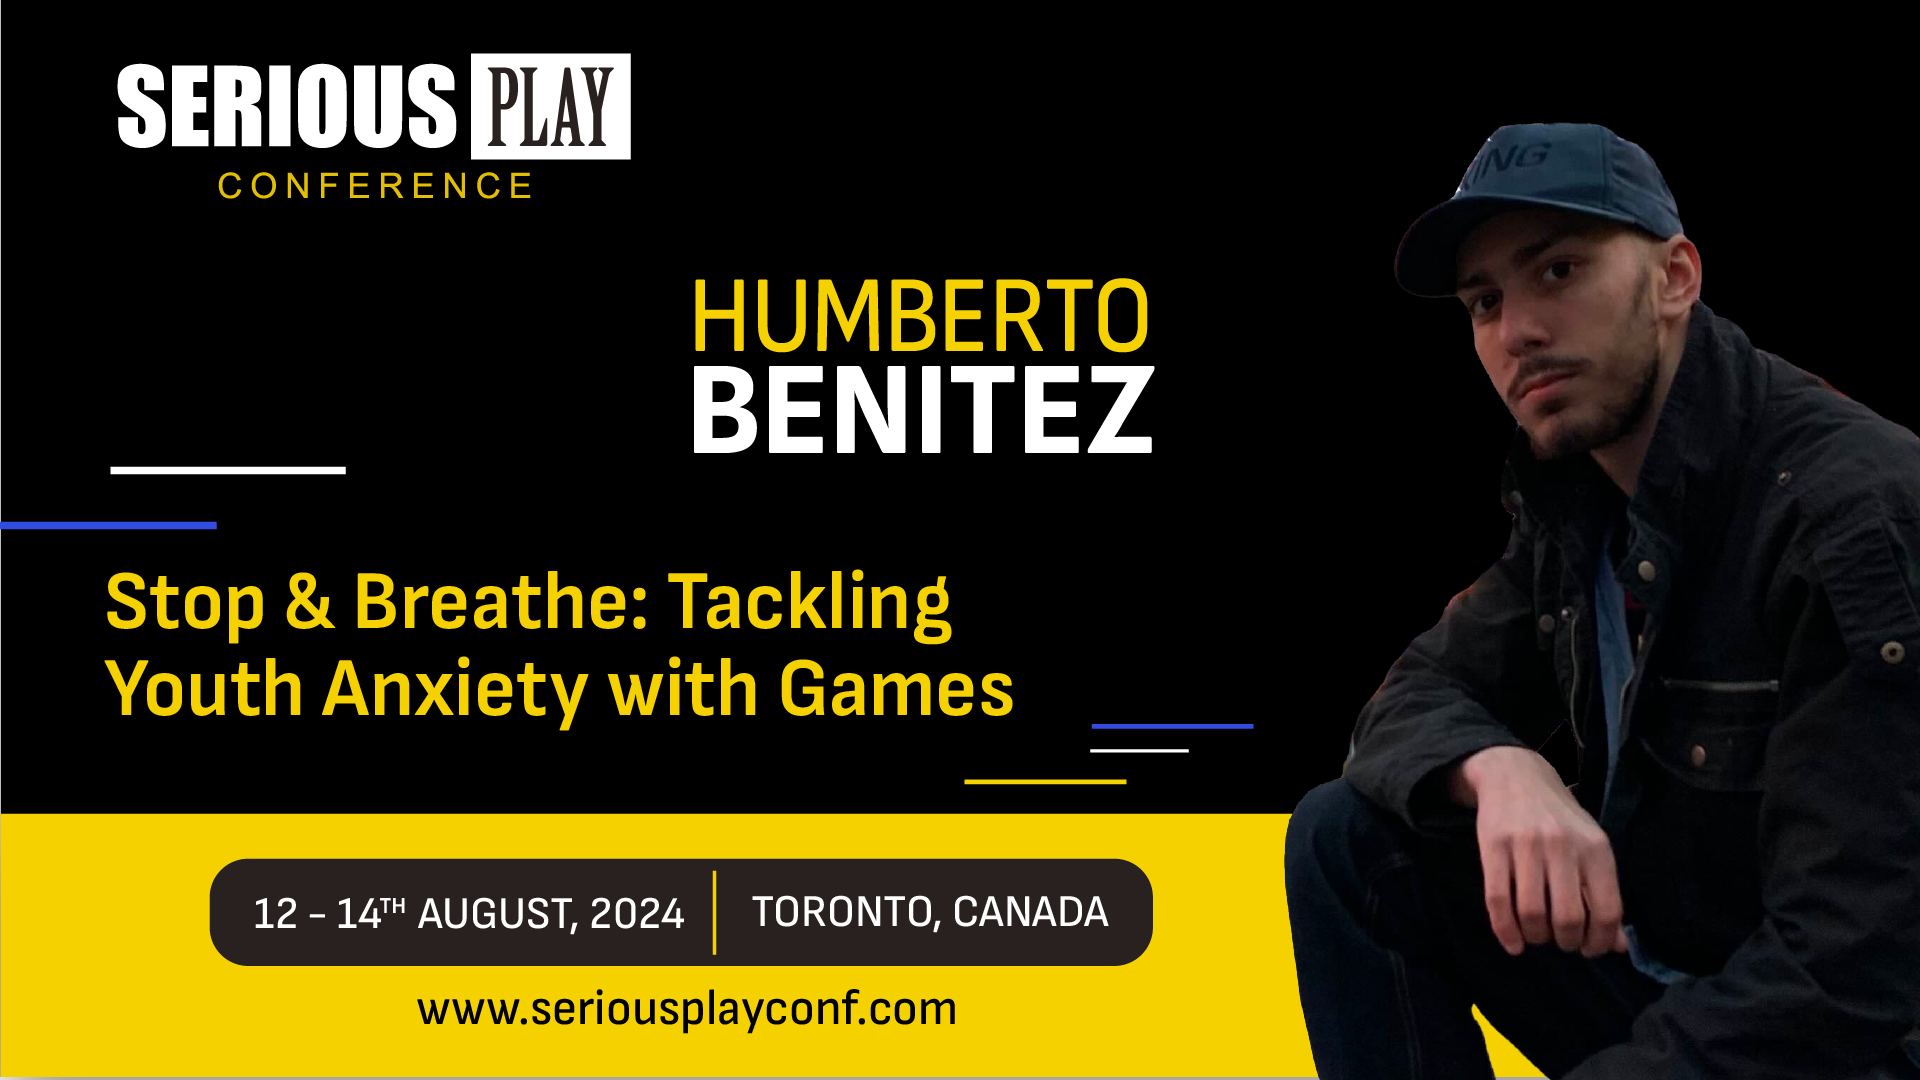 SERIOUS PLAY
CONFERENCE
HUMBERTO
BENITEZ
Stop & Breathe: Tackling
Youth Anxiety with Games
12 - 14TH AUGUST, 2024
TORONTO, CANADA
www.seriousplayconf.com